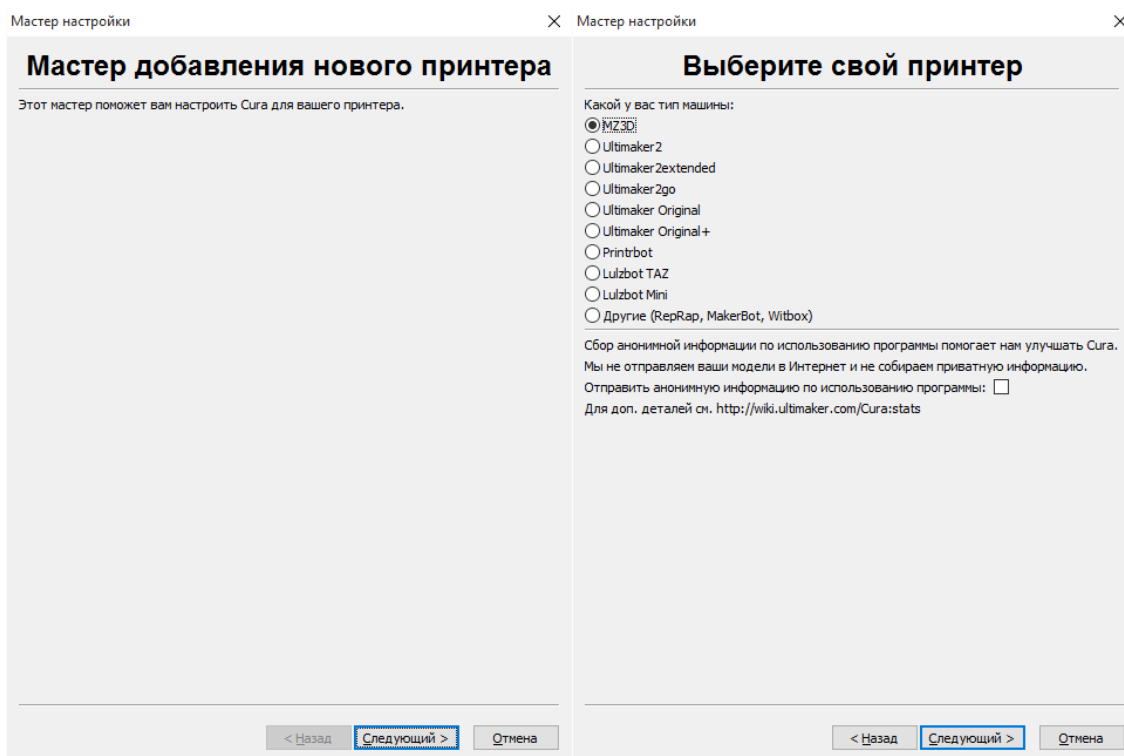 Мастер настройки
Мастер добавления нового принтера
Этот мастер поможет вам настроить Cura для вашего принтера.
< Назад
Следующий >
Отмена
Мастер настройки
Выберите свой принтер
Какой у вас тип машины:
MZ3D
Ultimaker2
Ultimaker2extended
Ultimaker2go
Ultimaker Original
Ultimaker Original+
Printrbot
Lulzbot TAZ
Lulzbot Mini
Другие (RepRap, MakerBot, Witbox)
Сбор анонимной информации по использованию программы помогает нам улучшать Cura.
Мы не отправляем ваши модели в Интернет и не собираем приватную информацию.
Отправить анонимную информацию по использованию программы:
Для доп. деталей см. http://wiki.ultimaker.com/Cura:stats
< Назад
Следующий >
Отмена